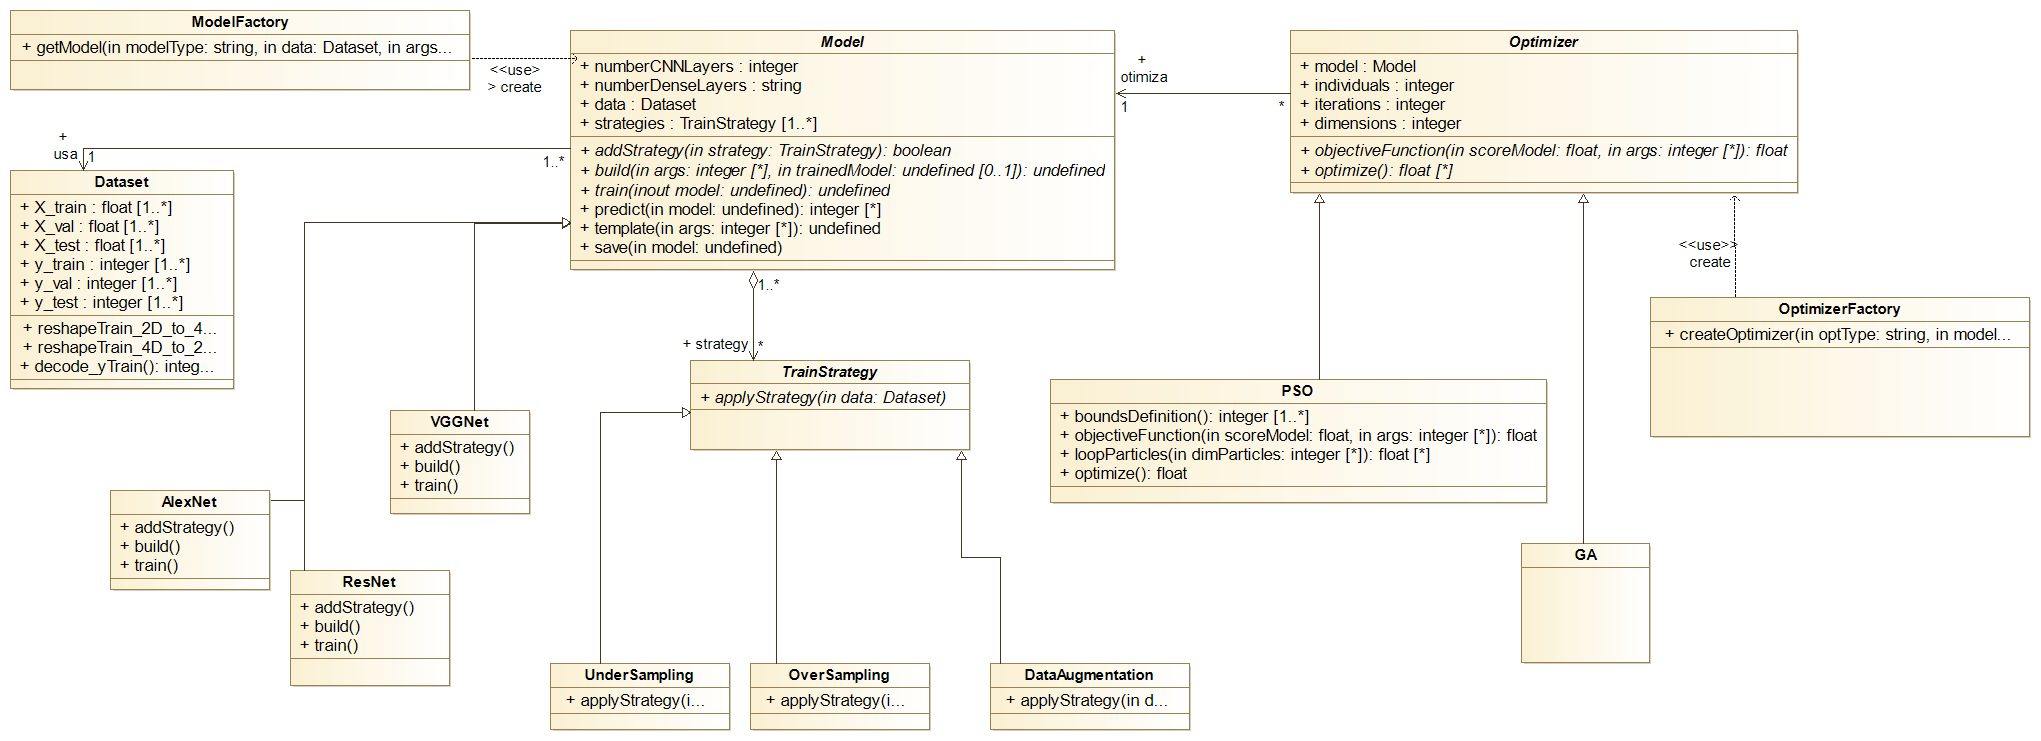 ModelFactory
+ getModel(in modelType: string, in data: Dataset, in args...
<<use>
> create
Model
+ numberCNNLayers : integer
+ numberDenseLayers : string
+ data : Dataset
+ strategies : TrainStrategy [1..*]
+ addStrategy(in strategy: TrainStrategy): boolean
+ build(in args: integer [*], in trainedModel: undefined [0..1]): undefined
+ train(inout model: undefined): undefined
+ predict(in model: undefined): integer [*]
+ template(in args: integer [*]): undefined
+ save(in model: undefined)
+
otimiza
1
*
Optimizer
+ model : Model
+ individuals : integer
+ iterations : integer
+ dimensions : integer
+ objectiveFunction(in scoreModel: float, in args: integer [*]): float
+ optimize(): float [*]
+
usa
1
1..*
Dataset
+ X_train : float [1..*]
+ X_val : float [1..*]
+ X_test : float [1..*]
+ y_train : integer [1..*]
+ y_val : integer [1..*]
+ y_test : integer [1..*]
+ reshapeTrain_2D_to_4...
+ reshapeTrain_4D_to_2...
+ decode_yTrain(): integ...
1..*
+ strategy
*
<<use>>
create
OptimizerFactory
+ createOptimizer(in optType: string, in model...
TrainStrategy
+ applyStrategy(in data: Dataset)
PSO
+ boundsDefinition(): integer [1..*]
+ objectiveFunction(in scoreModel: float, in args: integer [*]): float
+ loopParticles(in dimParticles: integer [*]): float [*]
+ optimize(): float
VGGNet
+ addStrategy()
+ build()
+ train()
AlexNet
+ addStrategy()
+ build()
+ train()
ResNet
+ addStrategy()
+ build()
+ train()
GA
UnderSampling
+ applyStrategy(i...
OverSampling
+ applyStrategy(i...
DataAugmentation
+ applyStrategy(in d...